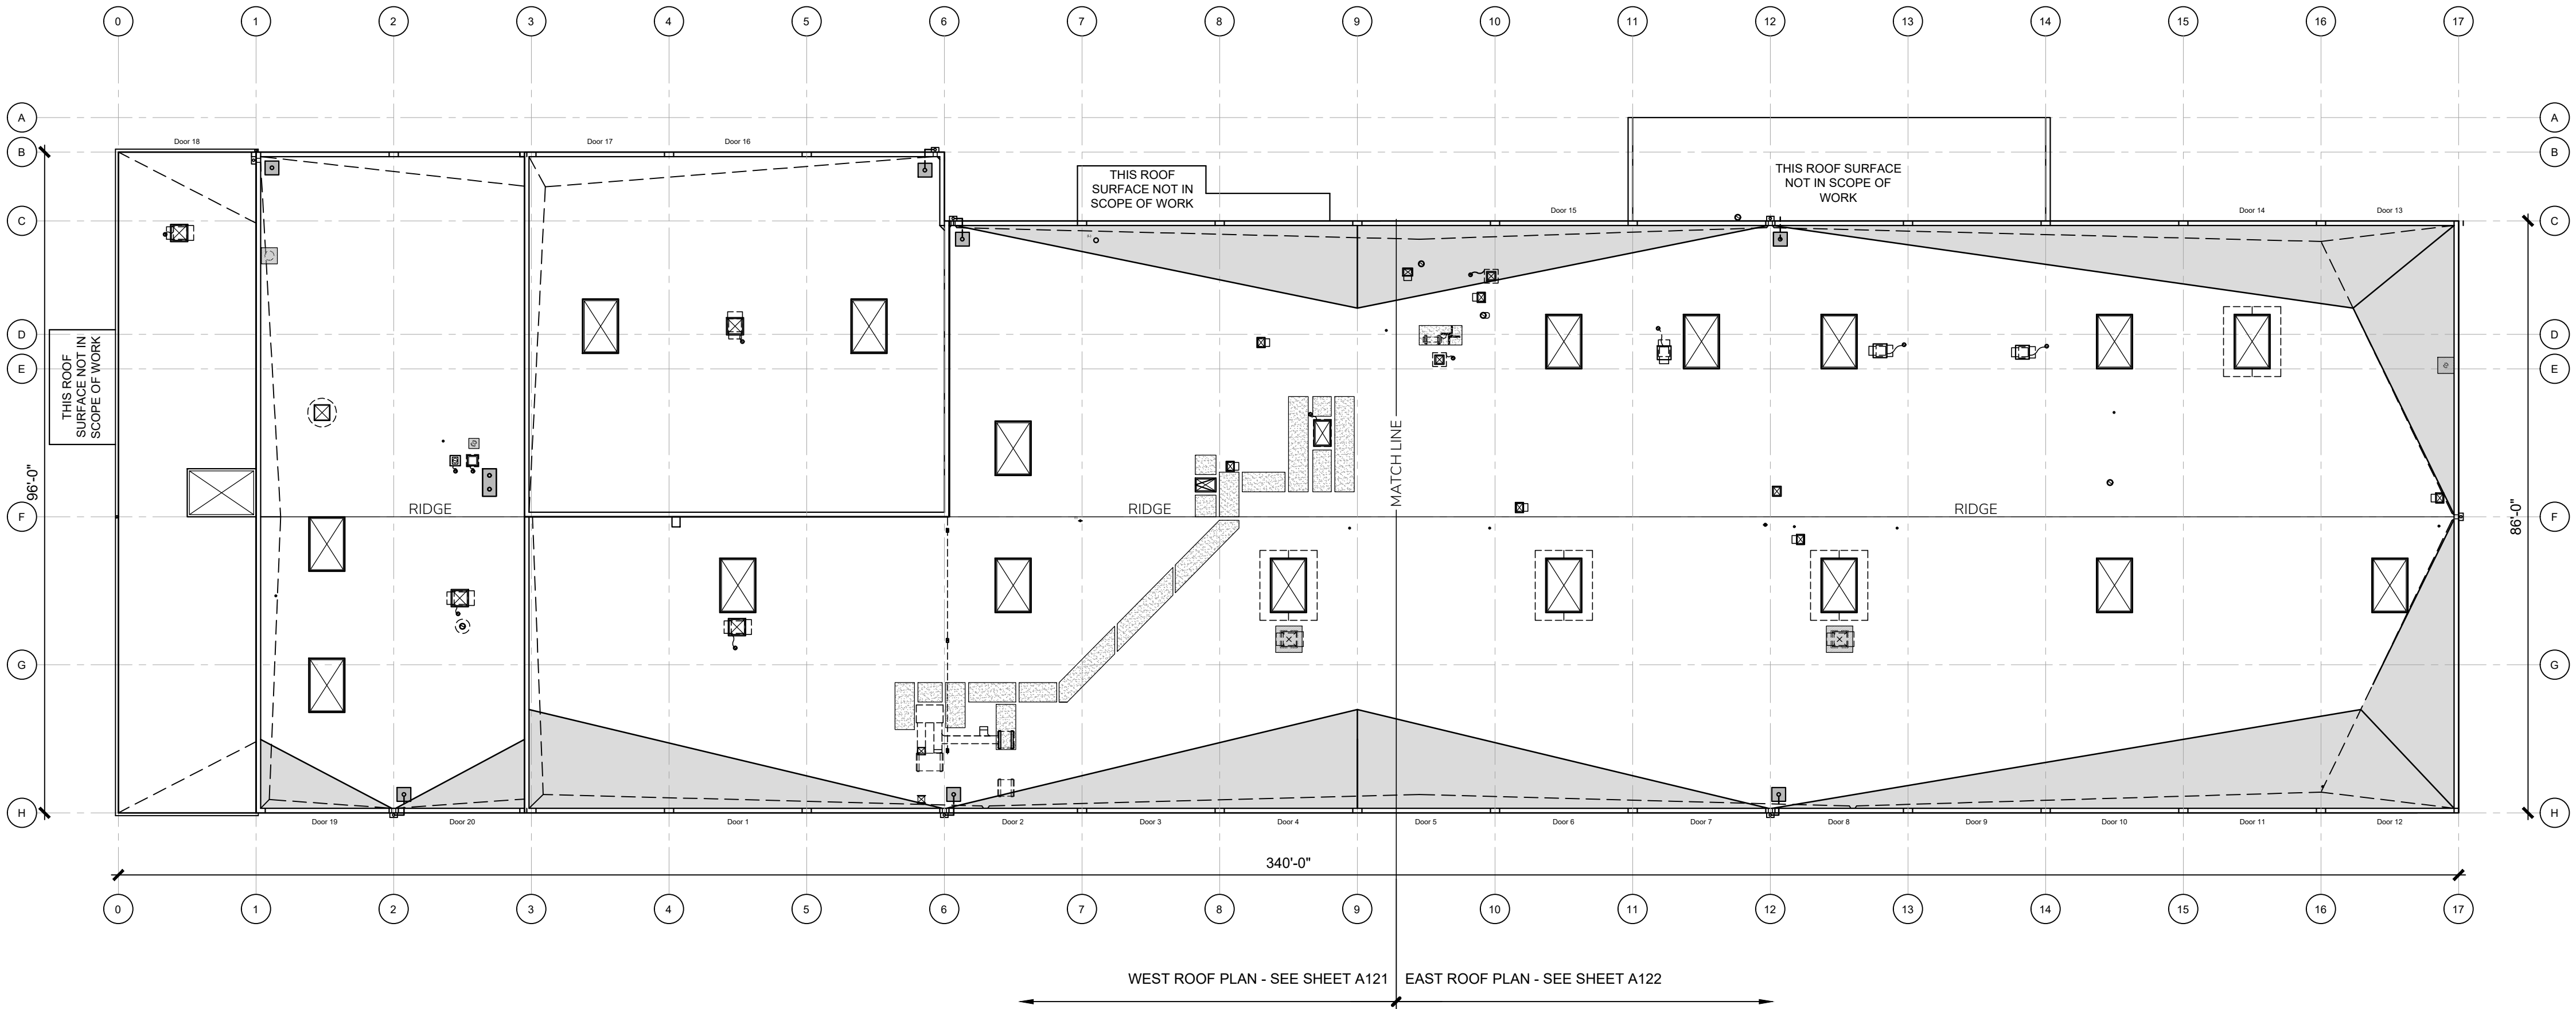 0 1 2 3 4 5 6 7 8 9 10 11 12 13 14 15 16 17
A A
B Door 18 Door 17 Door 16 B
THIS ROOF
SURFACE NOT IN
SCOPE OF WORK
THIS ROOF SURFACE
NOT IN SCOPE OF
WORK
C Door 15 Door 14 Door 13 C
D D
E E
THIS ROOF
SURFACE NOT IN
SCOPE OF WORK
MATCH LINE
96'-0"
86'-0"
F RIDGE RIDGE RIDGE F
G G
H H
Door 19 Door 20 Door 1 Door 2 Door 3 Door 4 Door 5 Door 6 Door 7 Door 8 Door 9 Door 10 Door 11 Door 12
340'-0"
0 1 2 3 4 5 6 7 8 9 10 11 12 13 14 15 16 17
WEST ROOF PLAN - SEE SHEET A121 EAST ROOF PLAN - SEE SHEET A122